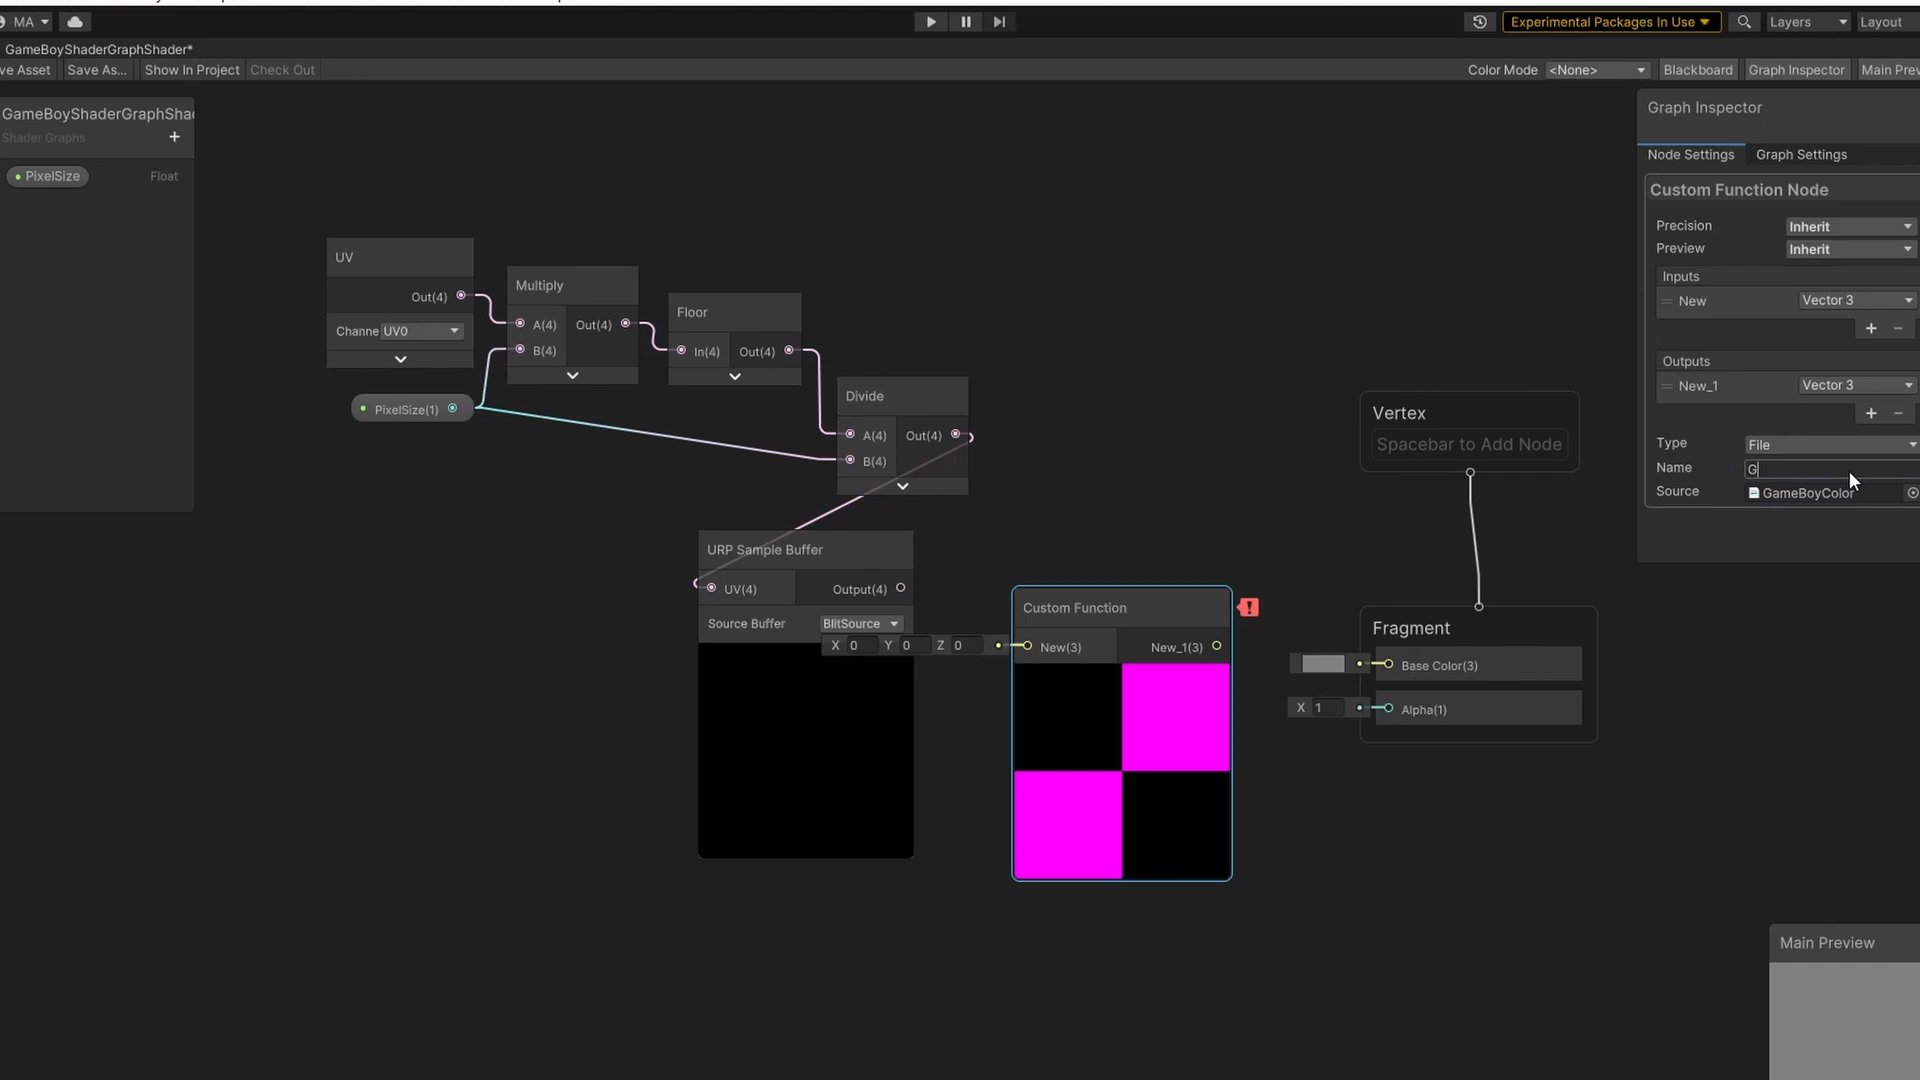 MA
Experimental Packages In Use
Layers
Layout
GameBoyShaderGraphShader*
ve Asset
Save As...
Show In Project
Check Out
Color Mode
<None>
Blackboard
Graph Inspector
Main Prev
GameBoyShaderGraphShad
Shader Graphs
+
PixelSize
Float
Graph Inspector
Node Settings
Graph Settings
Custom Function Node
Precision
Inherit
Preview
Inherit
Inputs
New
Vector 3
+ -
Outputs
New_1
Vector 3
+ -
Type
File
Name
G
Source
GameBoyColor
UV
Out(4)
Channe
UV0
PixelSize(1)
Multiply
A(4)
Out(4)
B(4)
Floor
In(4)
Out(4)
Divide
A(4)
Out(4)
B(4)
URP Sample Buffer
UV(4)
Output(4)
Source Buffer
BlitSource
X 0 Y 0 Z 0
Custom Function
!
New(3)
New_1(3)
Vertex
Spacebar to Add Node
Fragment
Base Color(3)
X 1
Alpha(1)
Main Preview